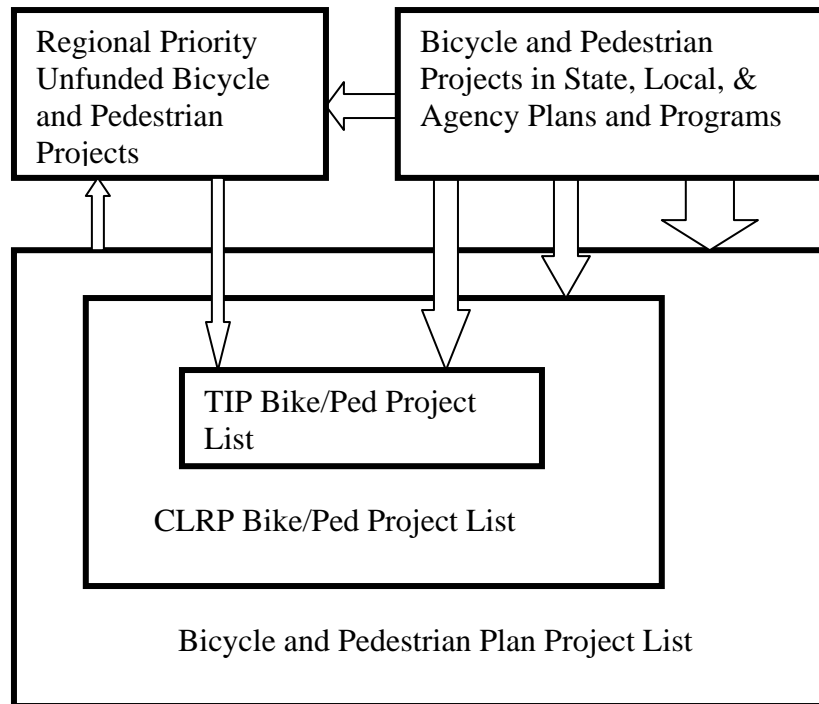 Regional Priority
Unfunded Bicycle
and Pedestrian
Projects
Bicycle and Pedestrian
Projects in State, Local, &
Agency Plans and Programs
TIP Bike/Ped Project
List
CLRP Bike/Ped Project List
Bicycle and Pedestrian Plan Project List